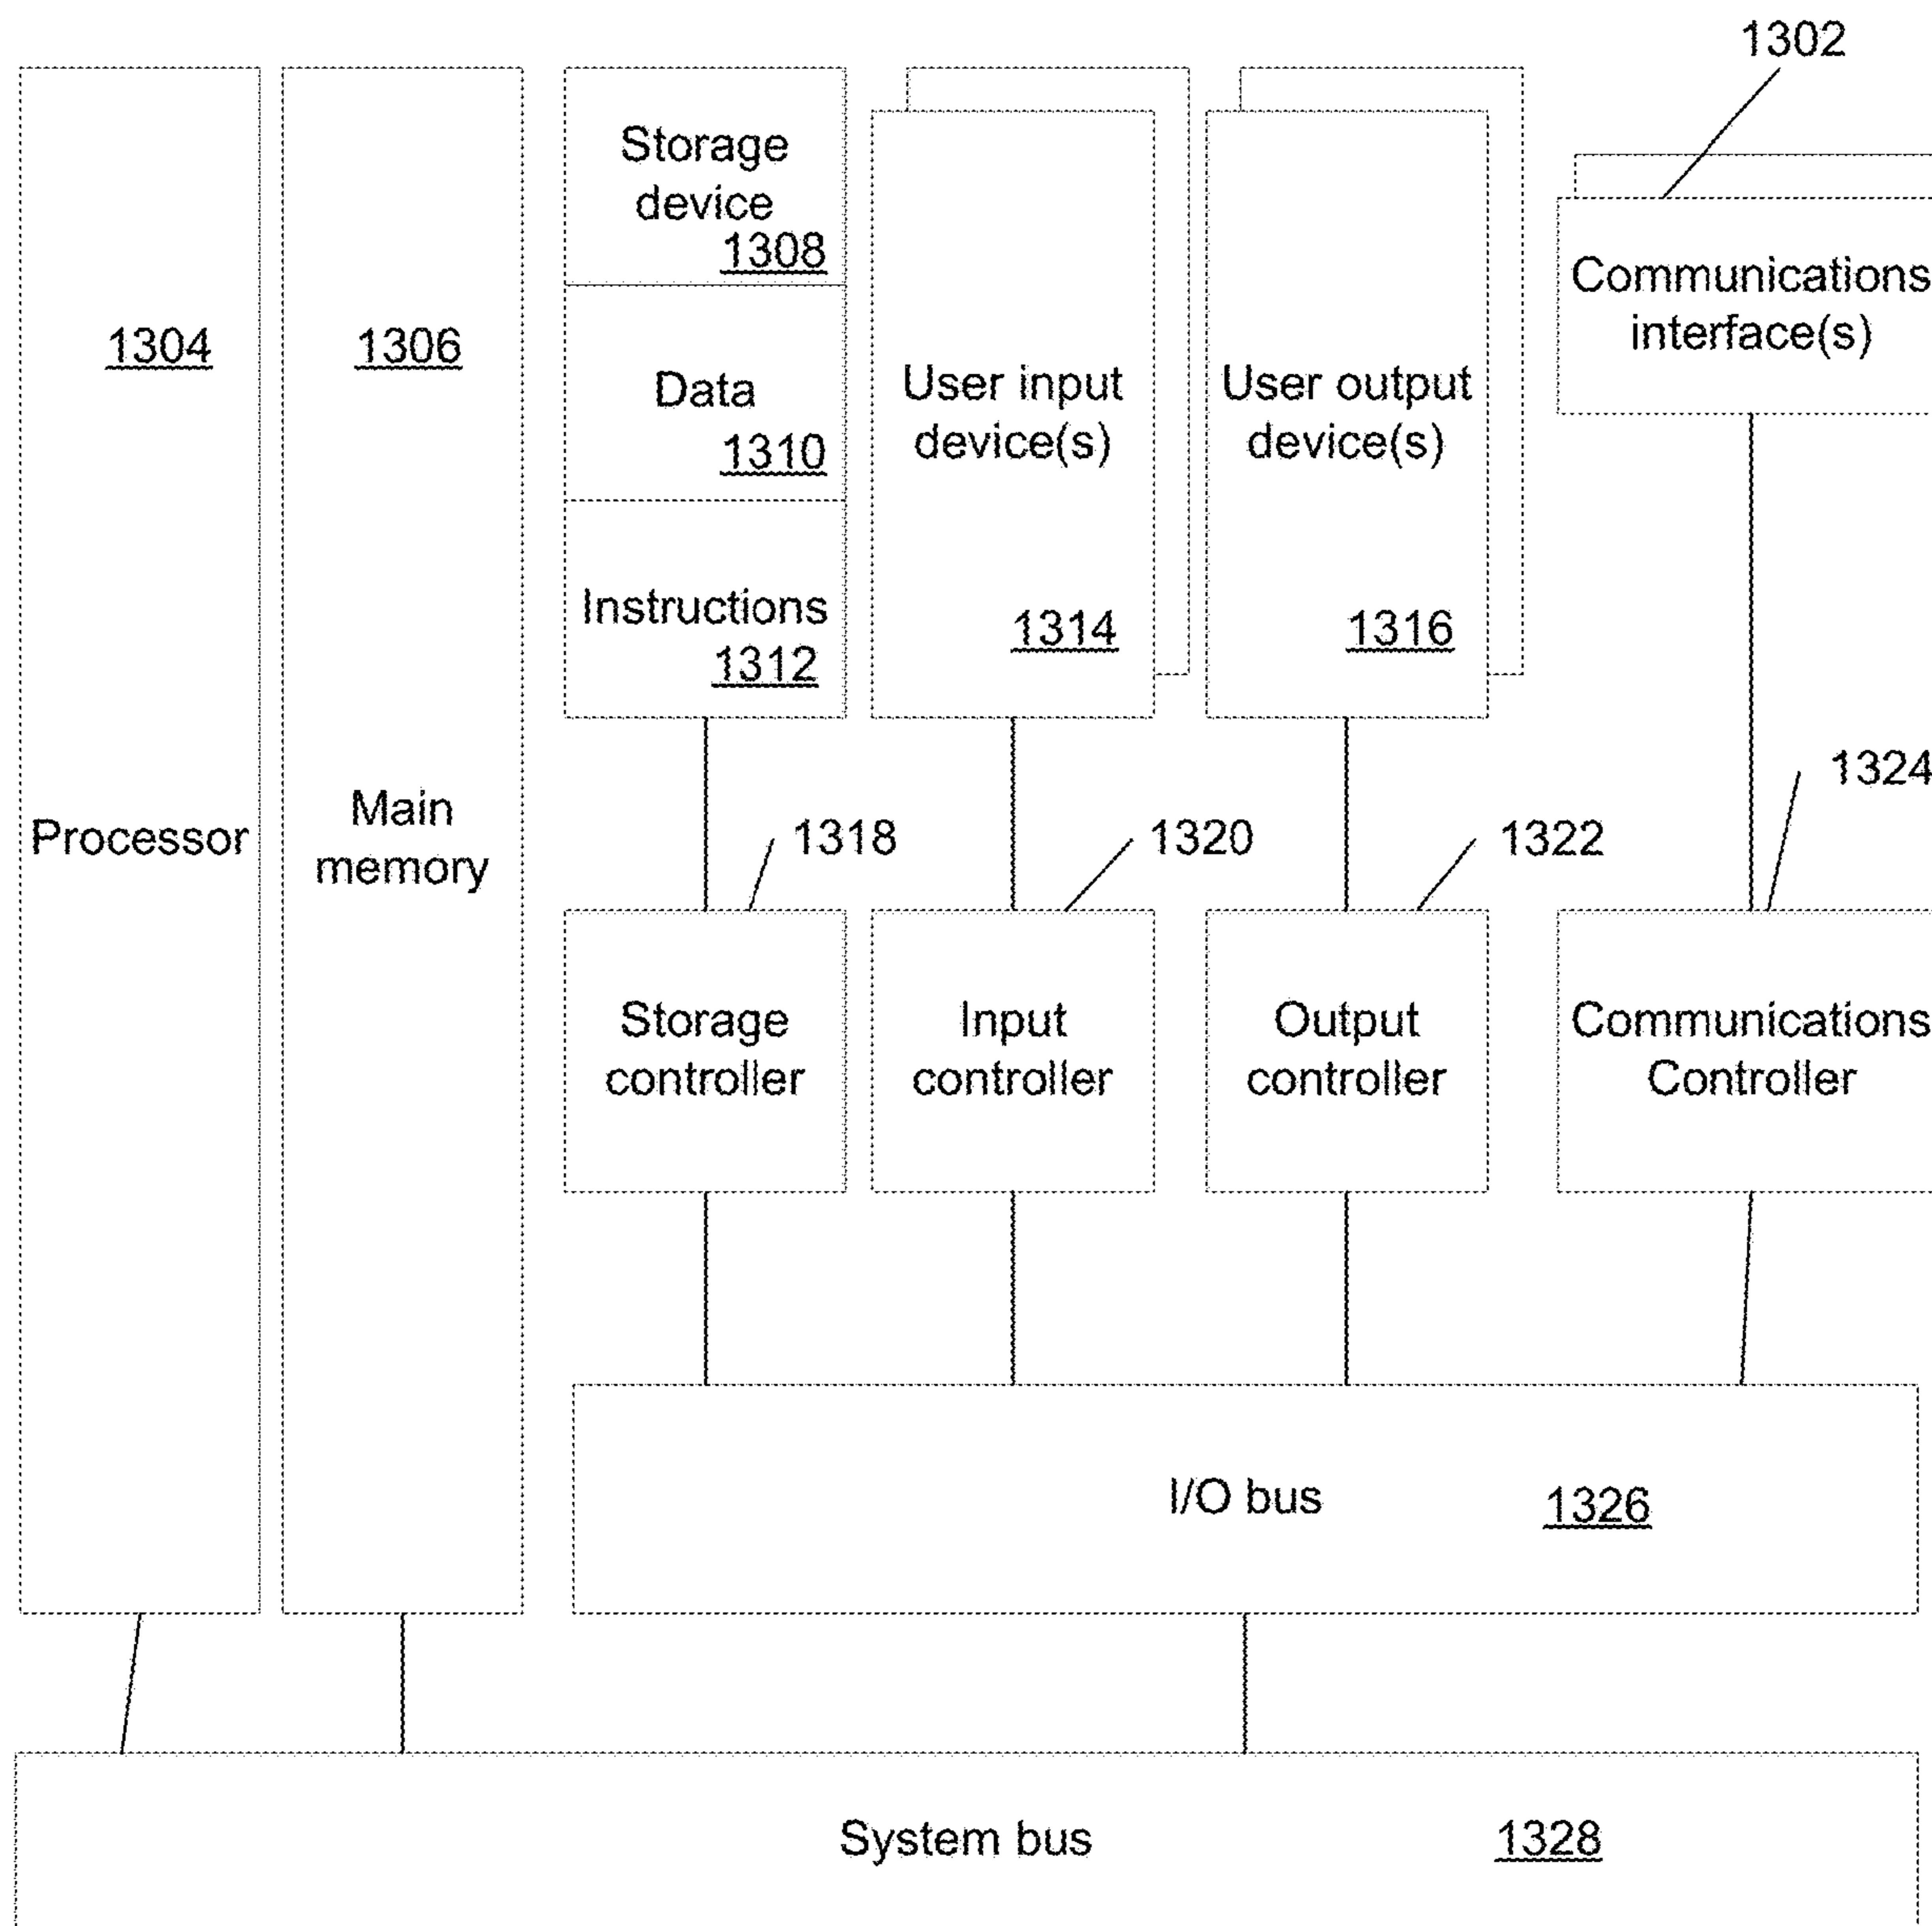 1302
Storage
device
1308
Communications
interface(s)
1304
1306
Data
1310
User input
device(s)
User output
device(s)
Instructions
1312
1314
1316
1324
Processor
Main
memory
1318
1320
1322
Storage
controller
Input
controller
Output
controller
Communications
Controller
I/O bus
1326
System bus
1328